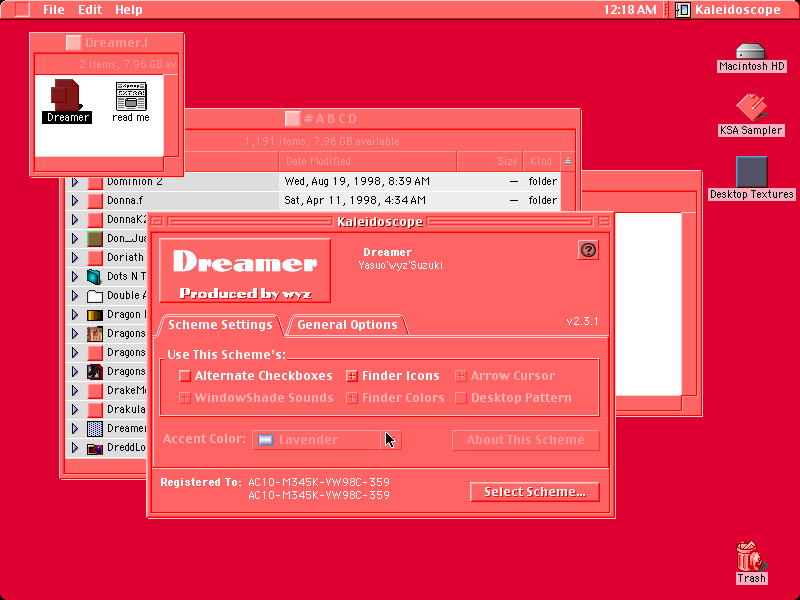 File Edit Help
12:18 AM Kaleidoscope
Dreamer.f
2 items, 7.96 GB av
Dreamer
read me
#ABCD
1,191 items, 7.96 GB available
Date Modified Size Kind
Dominion 2 Wed, Aug 19, 1998, 8:39 AM — folder
Donna.f Sat, Apr 11, 1998, 4:34 AM — folder
DonnaK2
Don_Jua
Doriath
Dots N T
Double A
Dragon
Dragons
Dragons
Dragons
DrakeMo
Drakula
Dreamer
DreddLo
Kaleidoscope
Dreamer
Produced by wyz
Dreamer
Yasuo'wyz'Suzuki
?
Scheme Settings
General Options
v2.3.1
Use This Scheme's:
Alternate Checkboxes
Finder Icons
Arrow Cursor
WindowShade Sounds
Finder Colors
Desktop Pattern
Accent Color: Lavender
About This Scheme
Registered To: AC10-M345K-YW98C-359
AC10-M345K-YW98C-359
Select Scheme...
Macintosh HD
KSA Sampler
Desktop Textures
Trash